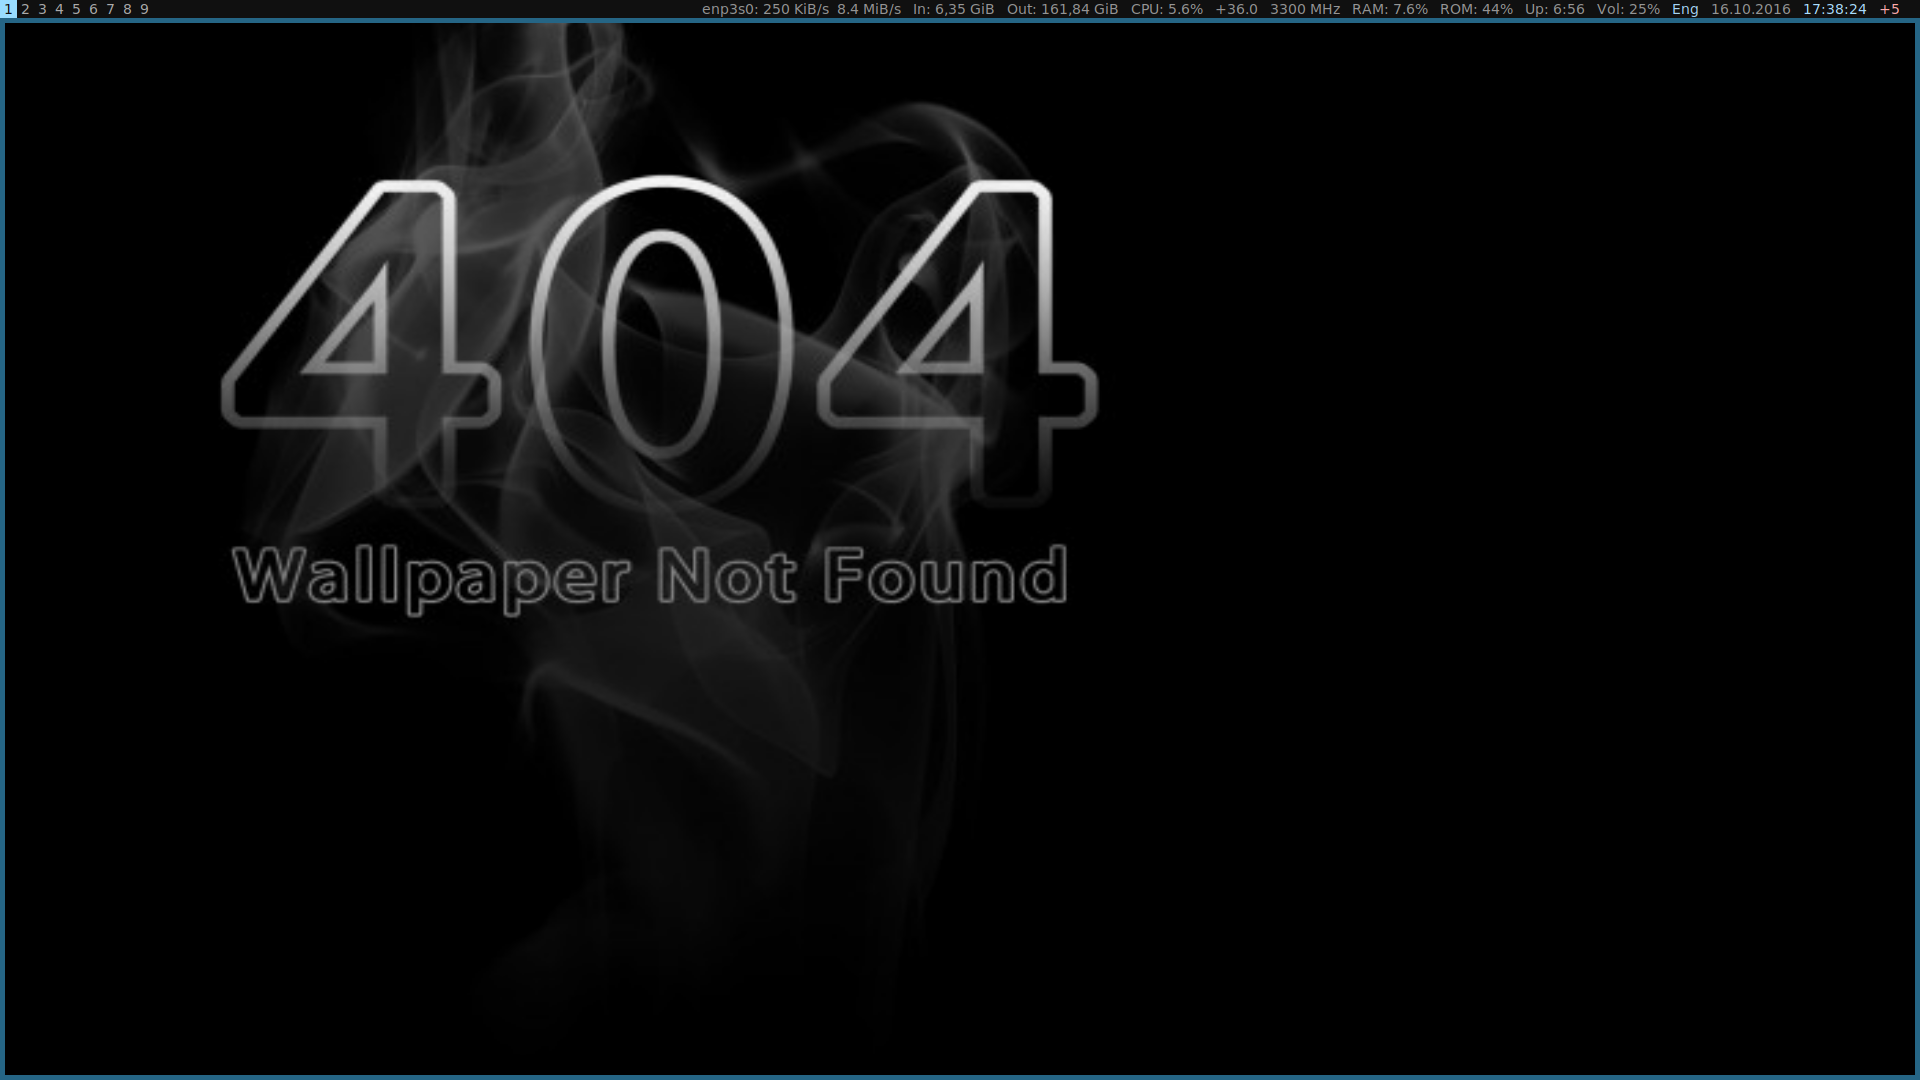 1 2 3 4 5 6 7 8 9 enp3s0: 250 KiB/s 8.4 MiB/s In: 6,35 GiB Out: 161,84 GiB CPU: 5.6% +36.0 3300 MHz RAM: 7.6% ROM: 44% Up: 6:56 Vol: 25% Eng 16.10.2016 17:38:24 +5
404
Wallpaper Not Found